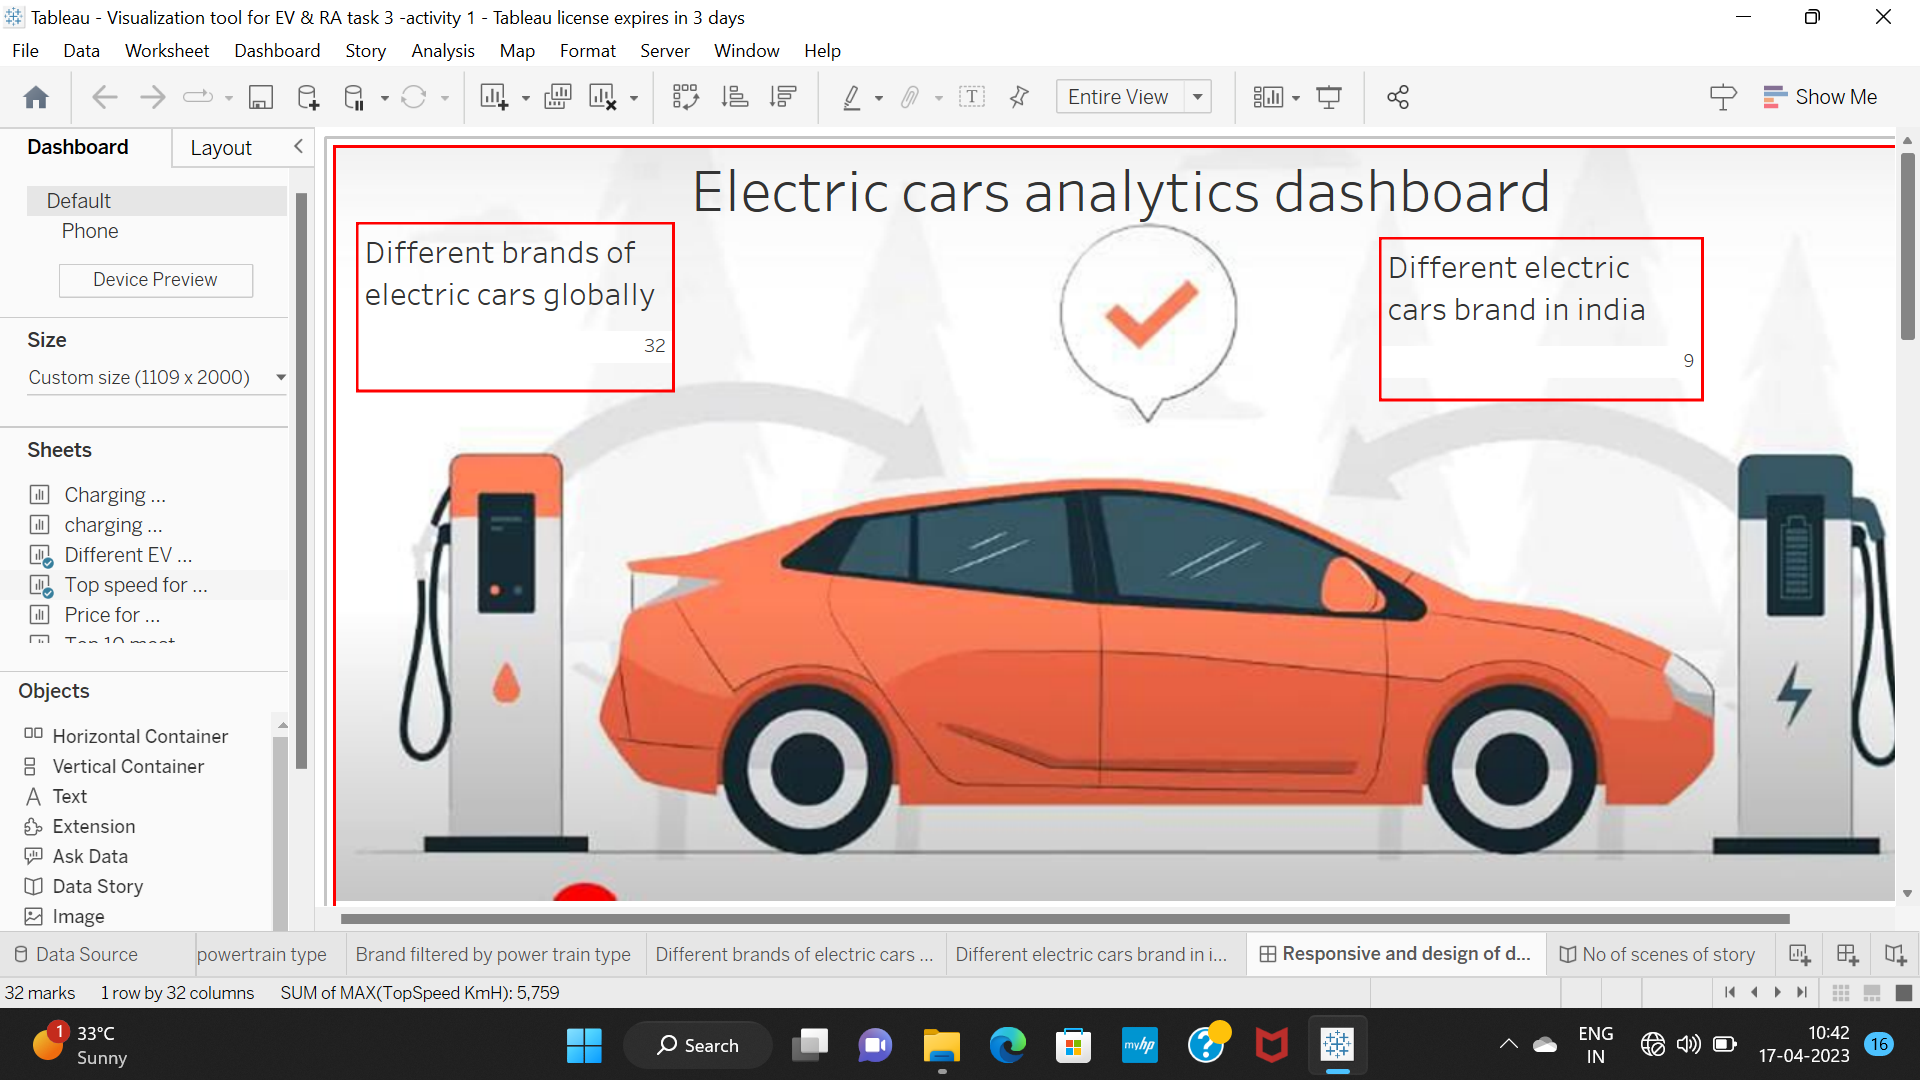 Tableau - Visualization tool for EV & RA task 3 -activity 1 - Tableau license expires in 3 days
File Data Worksheet Dashboard Story Analysis Map Format Server Window Help
Entire View
Show Me
Dashboard
Layout
Default
Phone
Device Preview
Size
Custom size (1109 x 2000)
Sheets
Charging ...
charging ...
Different EV ...
Top speed for ...
Price for ...
Objects
Horizontal Container
Vertical Container
Text
Extension
Ask Data
Data Story
Image
Electric cars analytics dashboard
Different brands of
electric cars globally
32
Different electric
cars brand in india
9
Data Source
powertrain type
Brand filtered by power train type
Different brands of electric cars ...
Different electric cars brand in i...
Responsive and design of d...
No of scenes of story
32 marks 1 row by 32 columns SUM of MAX(TopSpeed KmH): 5,759
1
33°C
Sunny
Search
myhp
ENG
IN
10:42
17-04-2023
16